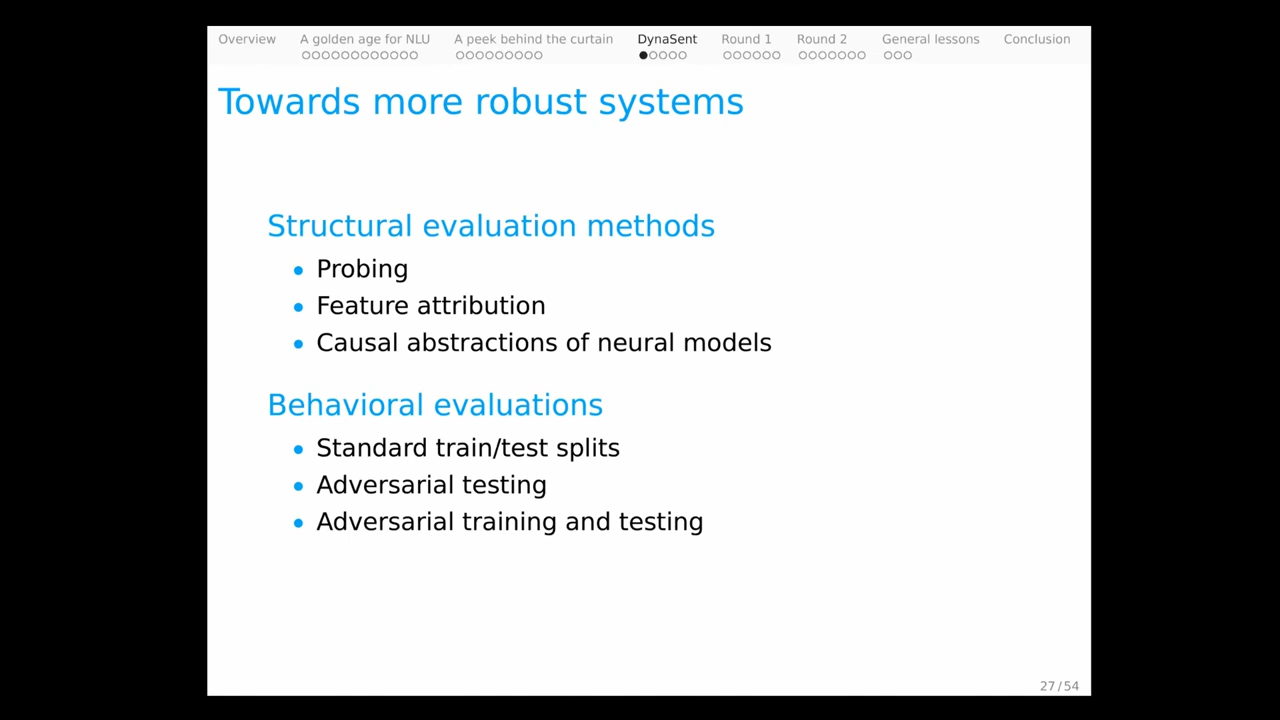 Overview A golden age for NLU A peek behind the curtain DynaSent Round 1 Round 2 General lessons Conclusion
Towards more robust systems
Structural evaluation methods
Probing
Feature attribution
Causal abstractions of neural models
Behavioral evaluations
Standard train/test splits
Adversarial testing
Adversarial training and testing
27/54